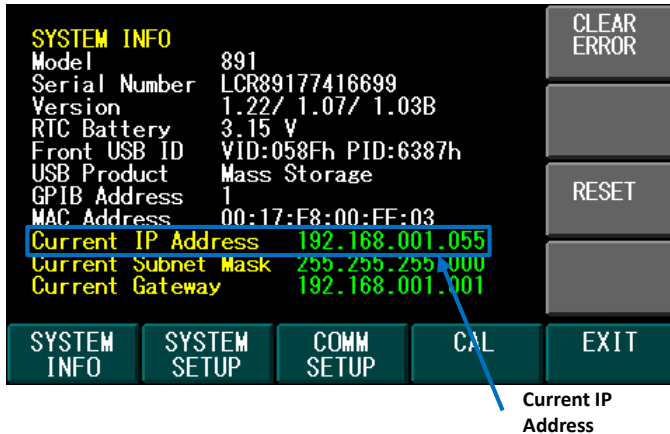 SYSTEM INFO
Model 891
Serial Number LCR89177416699
Version 1.22/ 1.07/ 1.03B
RTC Battery 3.15 V
Front USB ID VID:058Fh PID:6387h
USB Product Mass Storage
GPIB Address 1
MAC Address 00:17:F8:00:FF:03
Current IP Address 192.168.001.055
Current Subnet Mask 255.255.255.000
Current Gateway 192.168.001.001
CLEAR
ERROR
RESET
SYSTEM
INFO
SYSTEM
SETUP
COMM
SETUP
CAL
EXIT
Current IP
Address